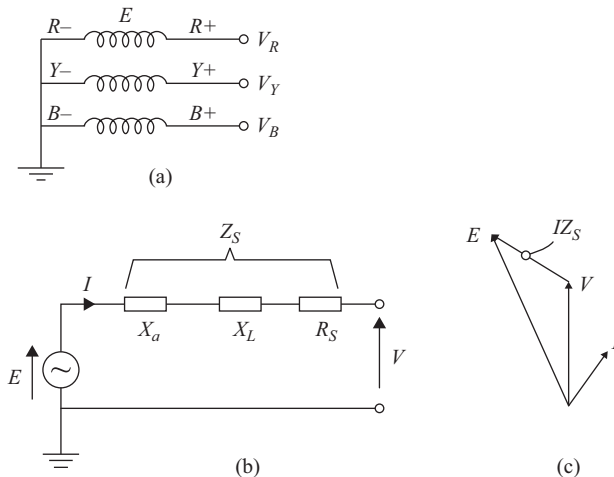 R– E R+ V_R
Y– Y+ V_Y
B– B+ V_B
(a)
Z_S
I
X_a X_L R_S
E V
(b)
E IZ_S
V
(c)